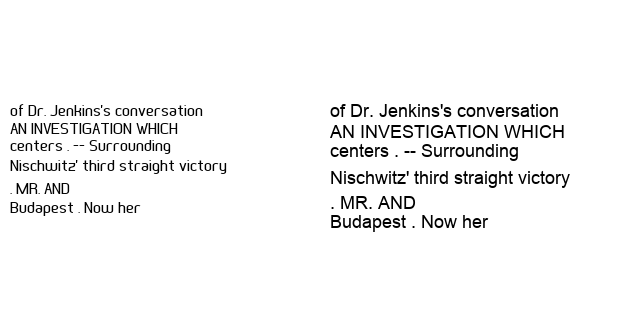 of Dr. Jenkins's conversation
AN INVESTIGATION WHICH
centers . -- Surrounding
Nischwitz' third straight victory
. MR. AND
Budapest . Now her
of Dr. Jenkins's conversation
AN INVESTIGATION WHICH
centers . -- Surrounding
Nischwitz' third straight victory
. MR. AND
Budapest . Now her